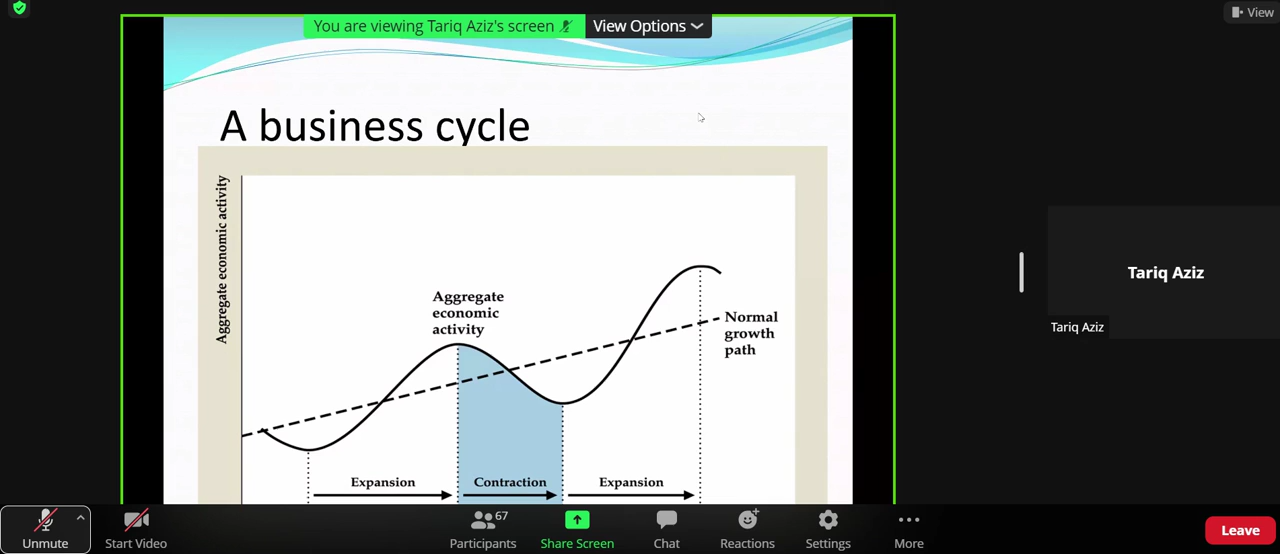 You are viewing Tariq Aziz's screen
View Options
View
A business cycle
Aggregate economic activity
Aggregate
economic
activity
Normal
growth
path
Expansion
Contraction
Expansion
Tariq Aziz
Tariq Aziz
Unmute
Start Video
67
Participants
Share Screen
Chat
Reactions
Settings
More
Leave